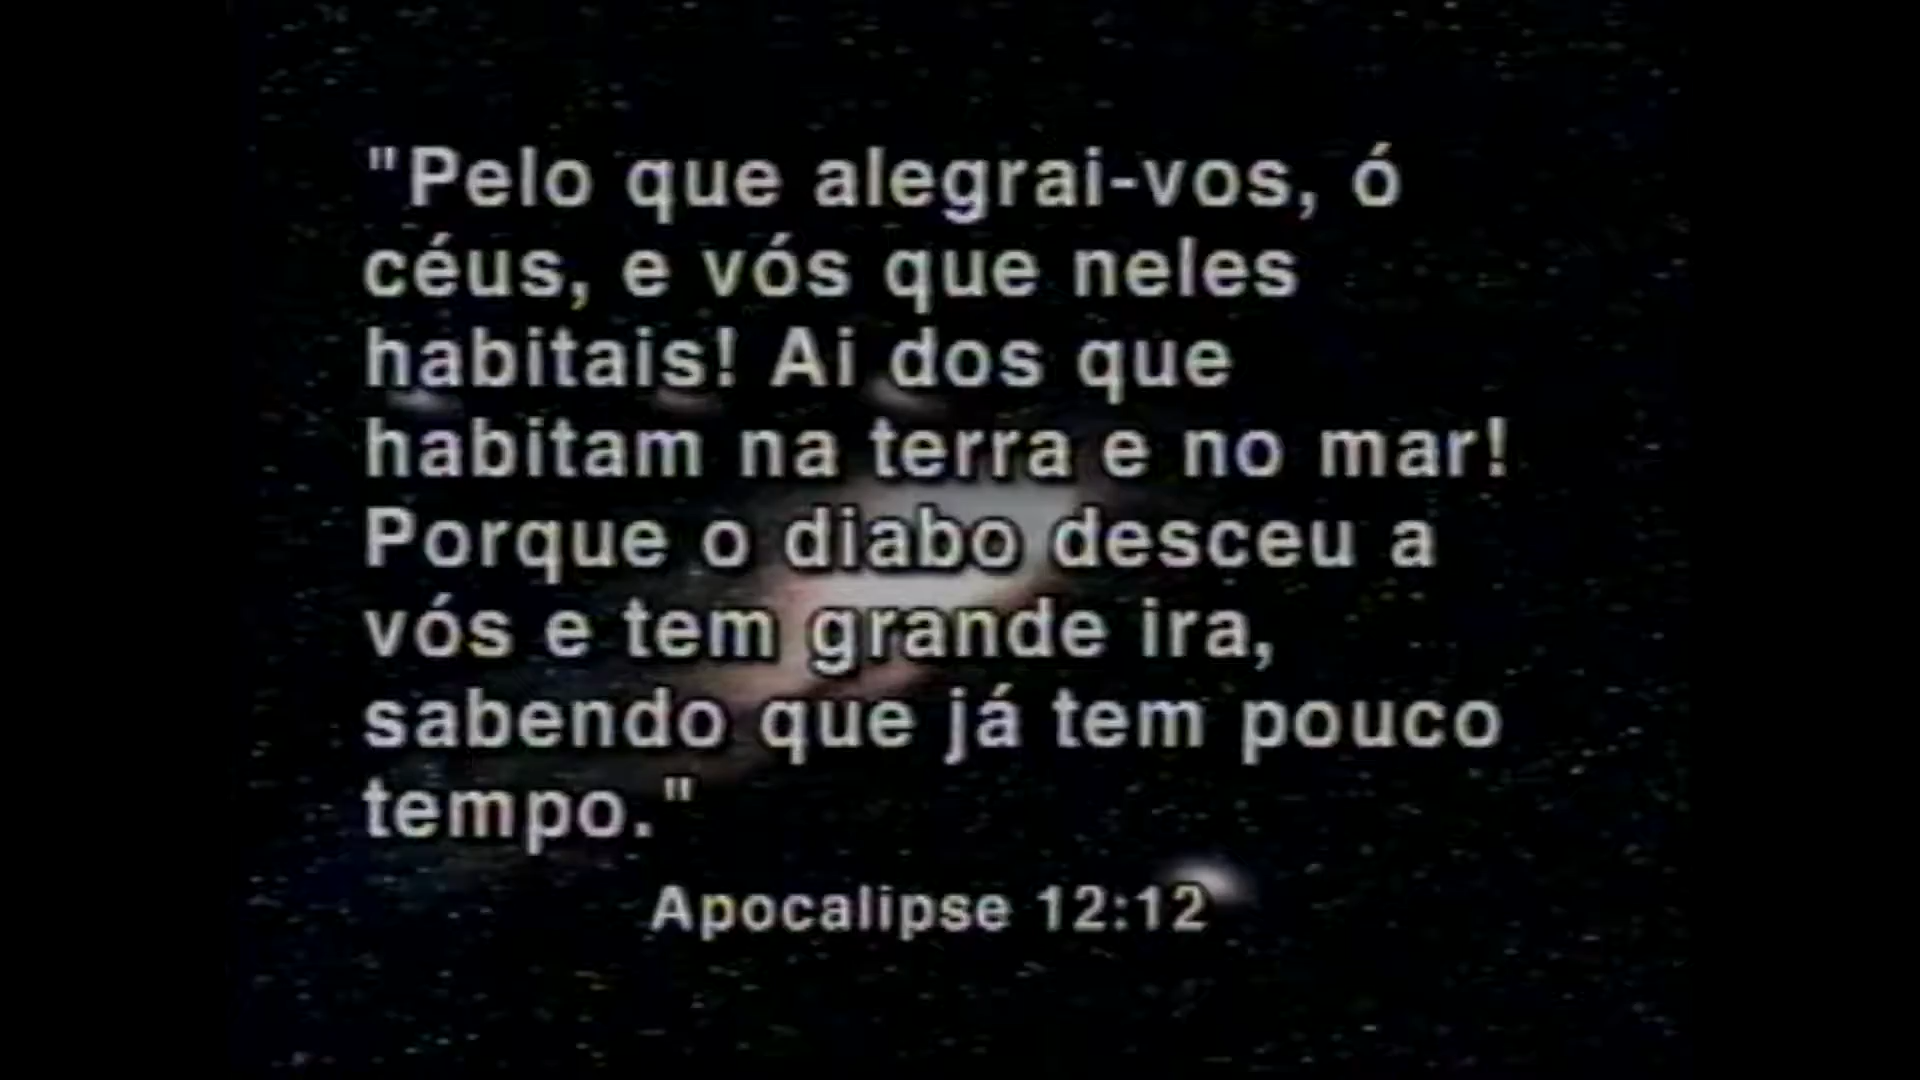 "Pelo que alegrai-vos, ó
céus, e vós que neles
habitais! Ai dos que
habitam na terra e no mar!
Porque o diabo desceu a
vós e tem grande ira,
sabendo que já tem pouco
tempo."
Apocalipse 12:12